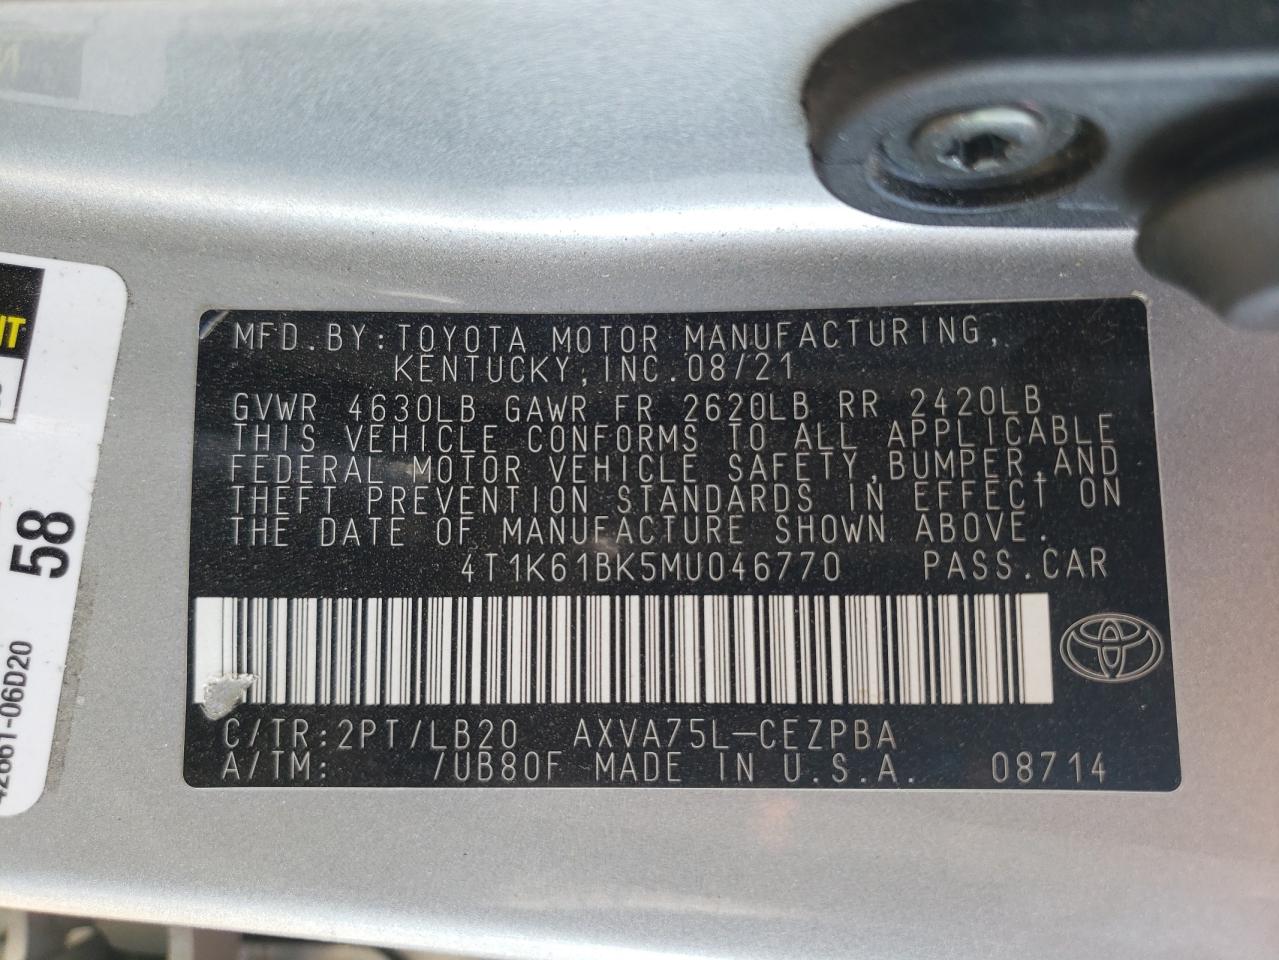 MFD.BY:TOYOTA MOTOR MANUFACTURING,
KENTUCKY,INC.08/21
GVWR 4630LB GAWR FR 2620LB RR 2420LB
THIS VEHICLE CONFORMS TO ALL APPLICABLE
FEDERAL MOTOR VEHICLE SAFETY,BUMPER,AND
THEFT PREVENTION STANDARDS IN EFFECT ON
THE DATE OF MANUFACTURE SHOWN ABOVE.
4T1K61BK5MU046770 PASS.CAR
C/TR:2PT/LB20 AXVA75L-CEZPBA
A/TM: /UB80F MADE IN U.S.A. 08714
58
42661-06D20